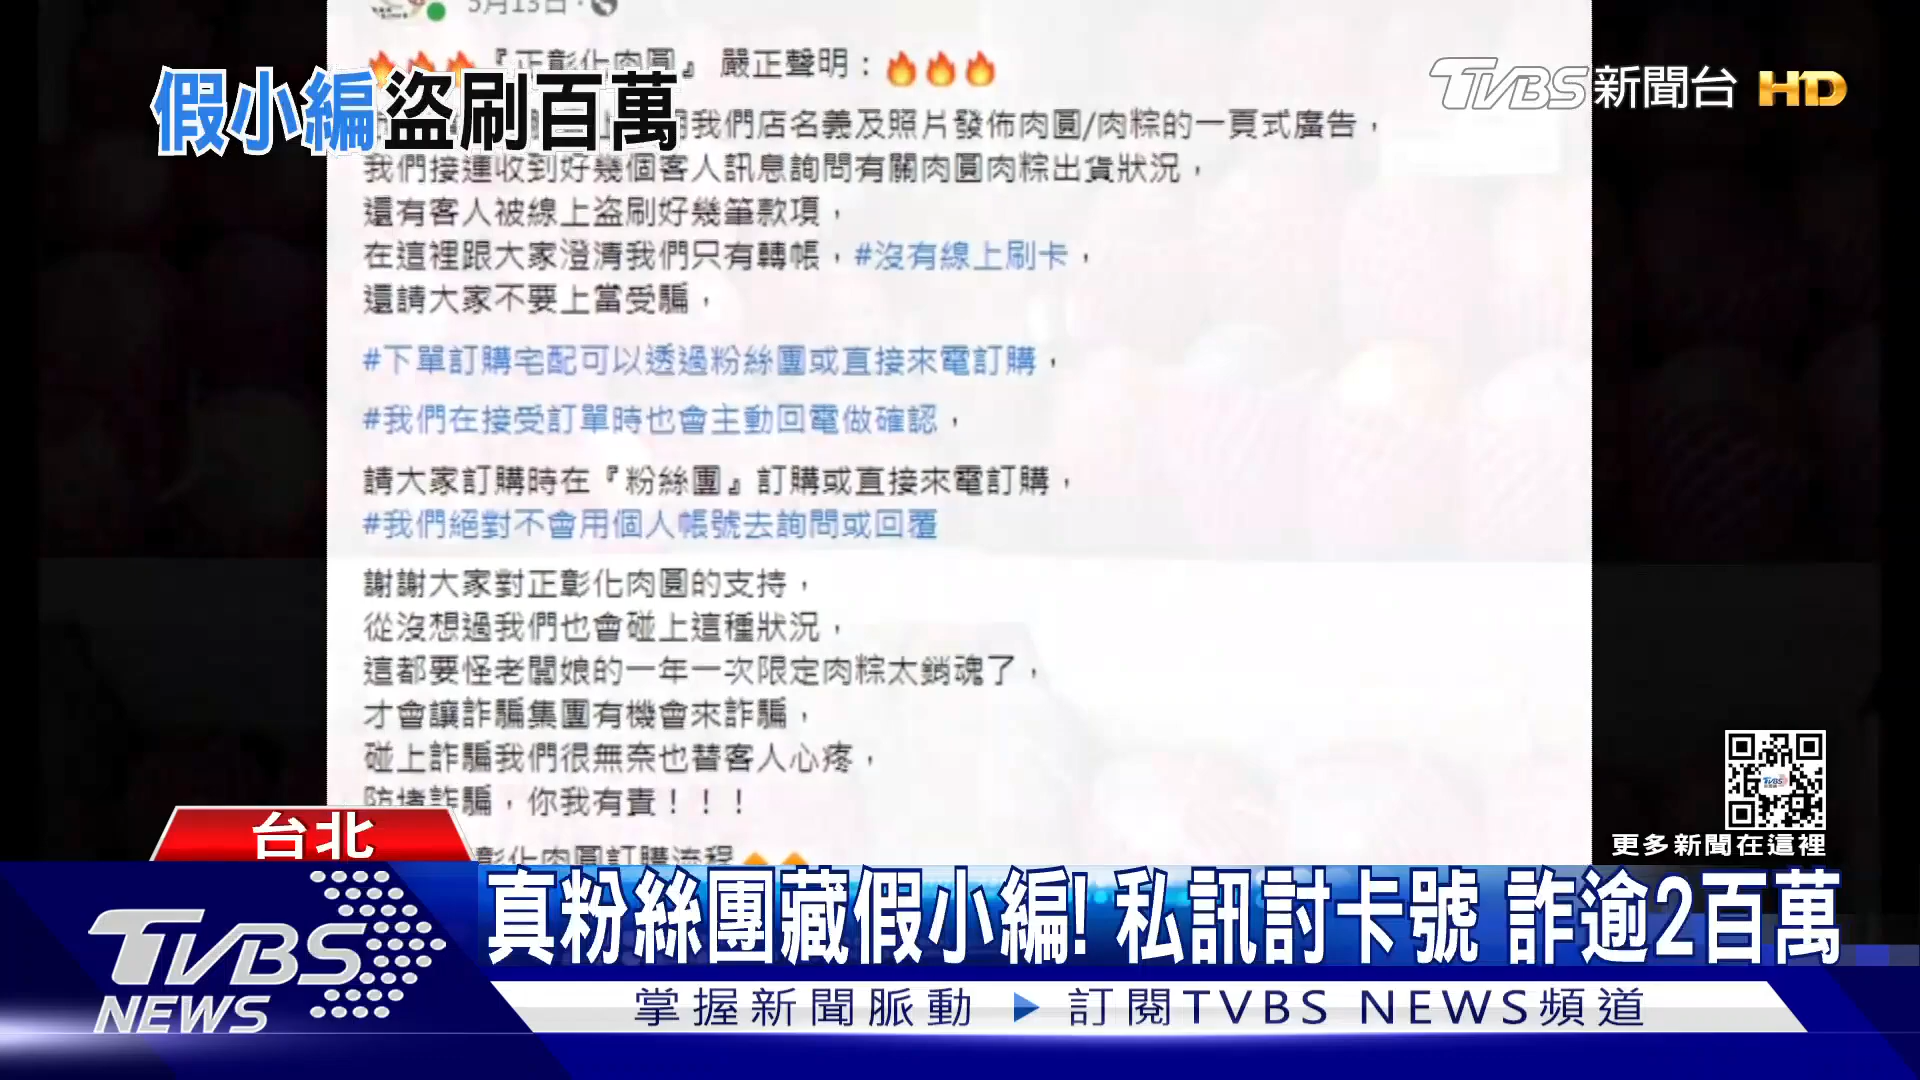 5月13日
『正彰化肉圓』 嚴正聲明：
假小編盜刷百萬
TVBS新聞台 HD
我們店名義及照片發佈肉圓/肉粽的一頁式廣告，
我們接連收到好幾個客人訊息詢問有關肉圓肉粽出貨狀況，
還有客人被線上盜刷好幾筆款項，
在這裡跟大家澄清我們只有轉帳，#沒有線上刷卡，
還請大家不要上當受騙，
#下單訂購宅配可以透過粉絲團或直接來電訂購，
#我們在接受訂單時也會主動回電做確認，
請大家訂購時在『粉絲團』訂購或直接來電訂購，
#我們絕對不會用個人帳號去詢問或回覆
謝謝大家對正彰化肉圓的支持，
從沒想過我們也會碰上這種狀況，
這都要怪老闆娘的一年一次限定肉粽太銷魂了，
才會讓詐騙集團有機會來詐騙，
碰上詐騙我們很無奈也替客人心疼，
防堵詐騙，你我有責！！！
彰化肉圓訂購流程
TVBS
更多新聞在這裡
台北
真粉絲團藏假小編! 私訊討卡號 詐逾2百萬
TVBS NEWS
掌握新聞脈動 ▶ 訂閱TVBS NEWS頻道